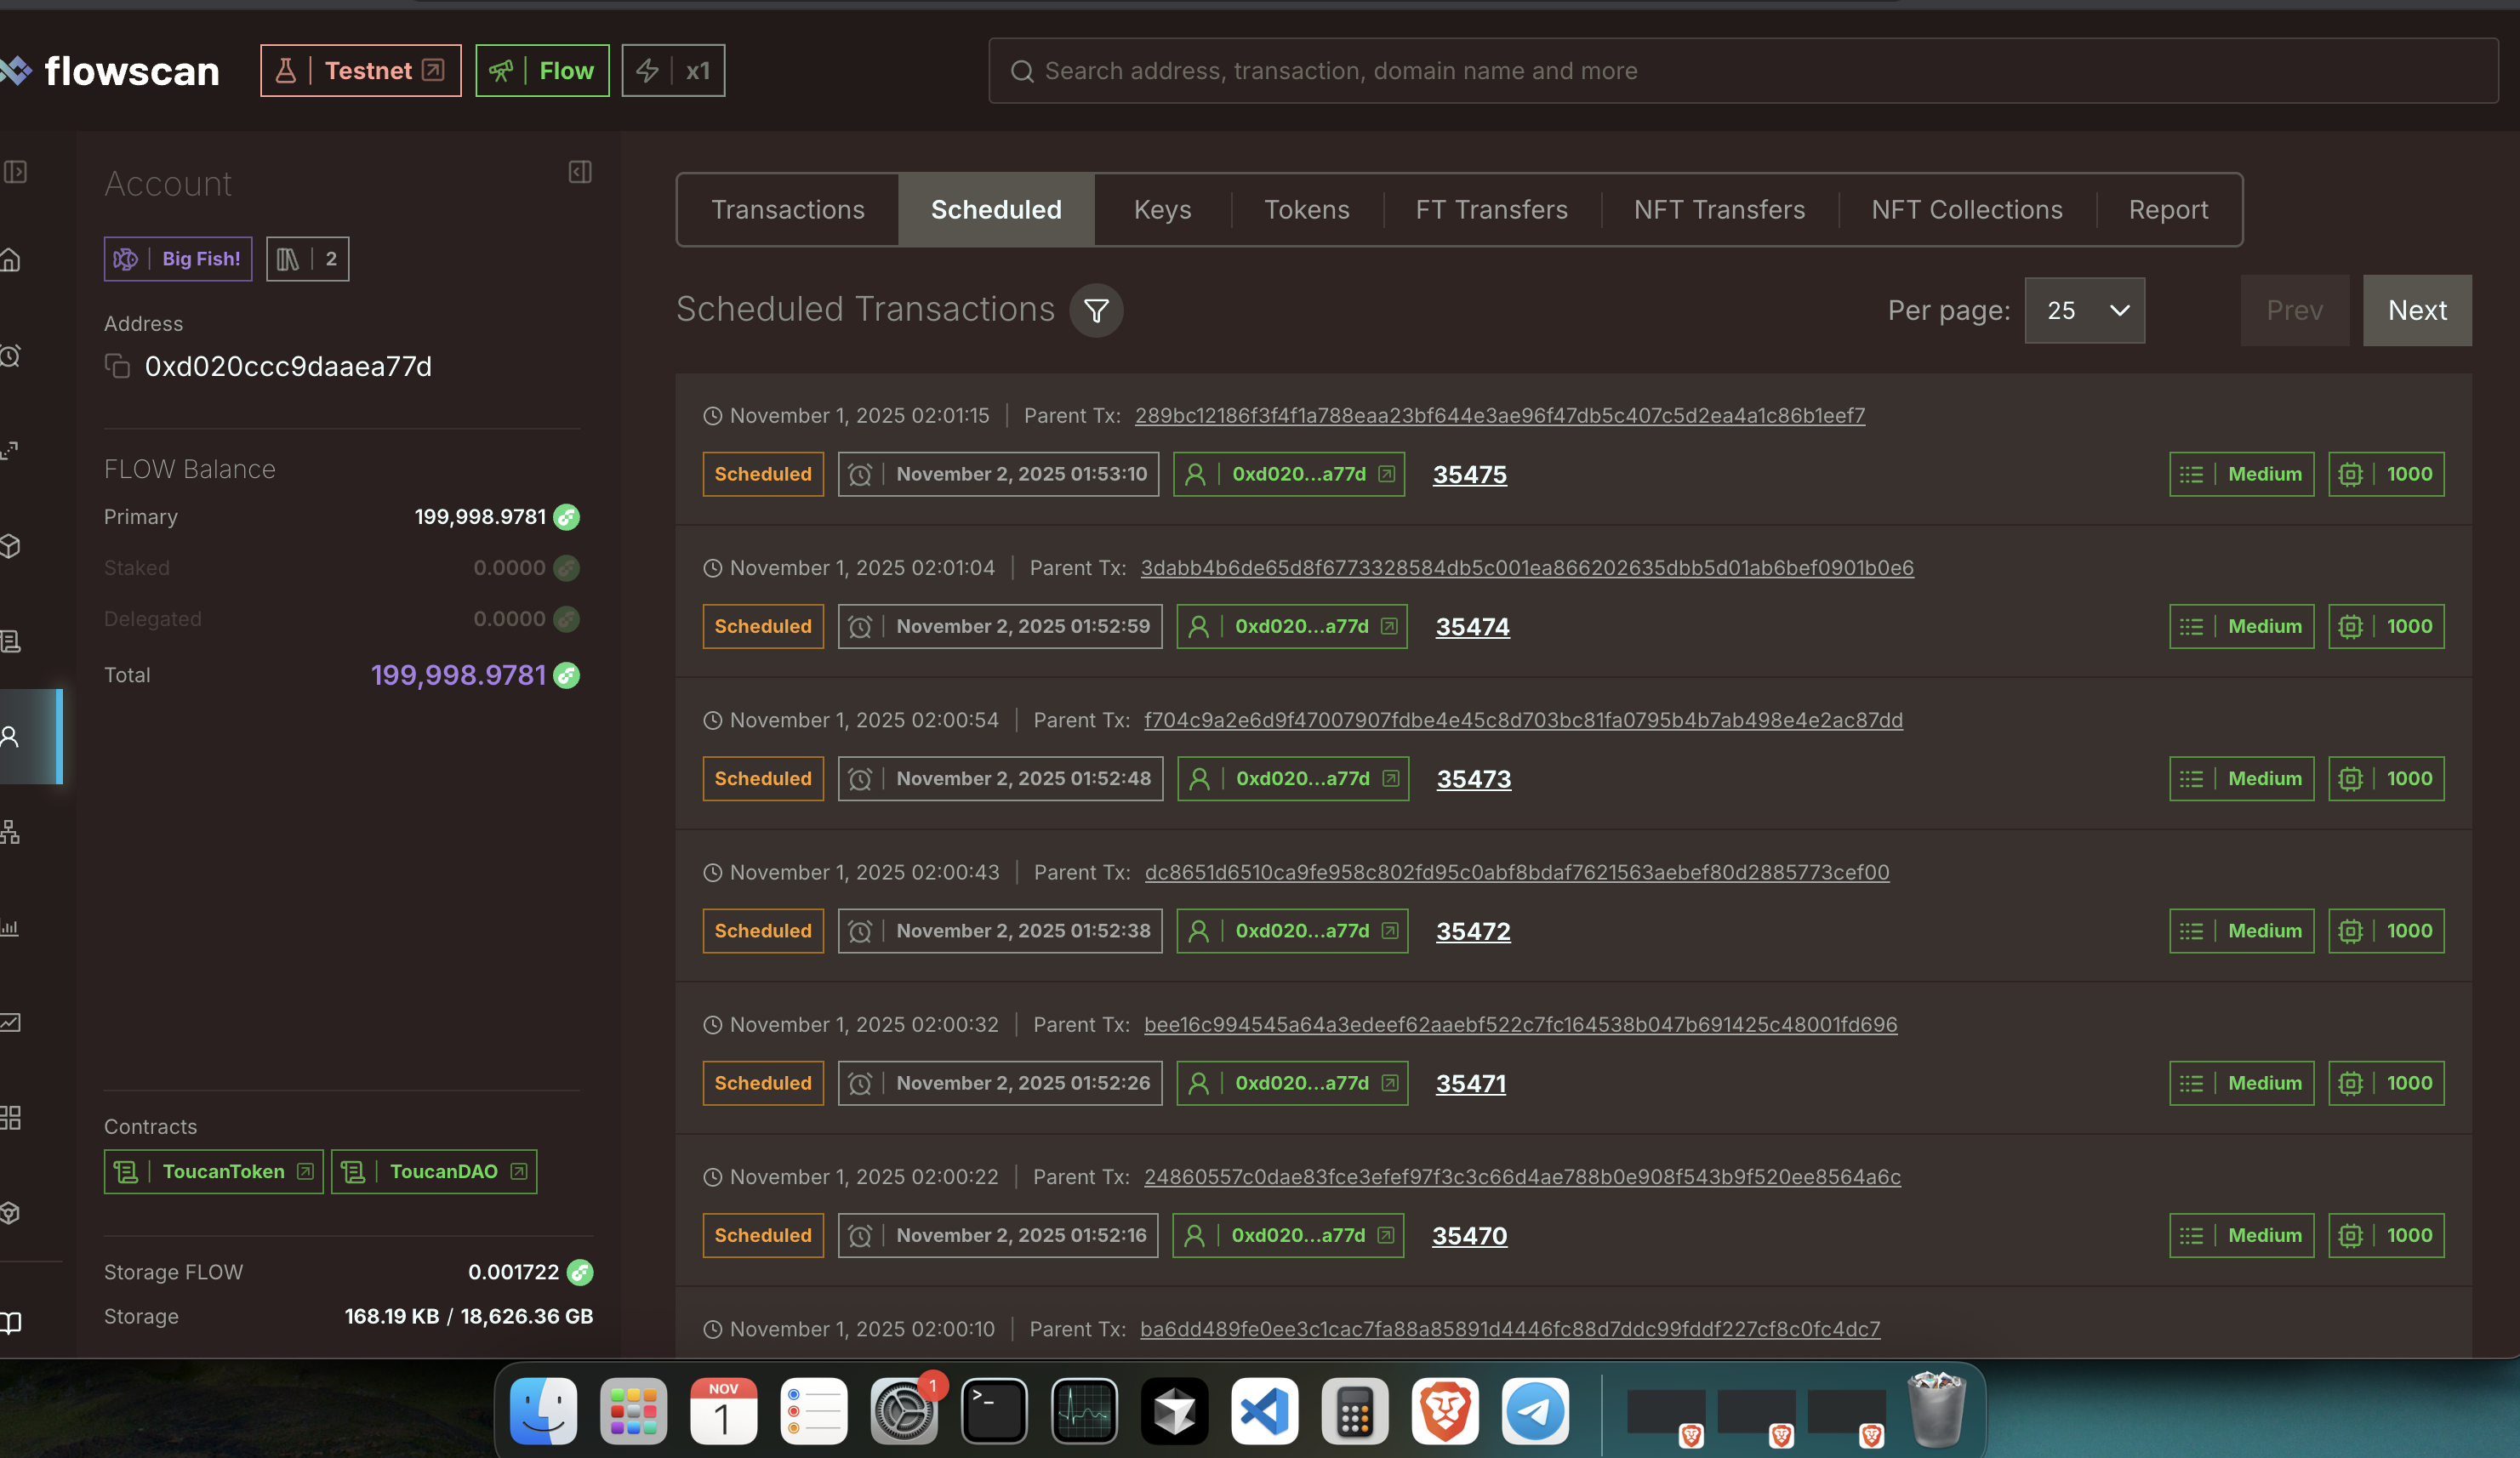 flowscan
Testnet
Flow
x1
Search address, transaction, domain name and more
Account
Big Fish!
2
Address
0xd020ccc9daaea77d
FLOW Balance
Primary 199,998.9781
Staked 0.0000
Delegated 0.0000
Total 199,998.9781
Contracts
ToucanToken
ToucanDAO
Storage FLOW 0.001722
Storage 168.19 KB / 18,626.36 GB
Transactions Scheduled Keys Tokens FT Transfers NFT Transfers NFT Collections Report
Scheduled Transactions
Per page: 25 Prev Next
November 1, 2025 02:01:15 Parent Tx: 289bc12186f3f4f1a788eaa23bf644e3ae96f47db5c407c5d2ea4a1c86b1eef7
Scheduled November 2, 2025 01:53:10 0xd020...a77d 35475 Medium 1000
November 1, 2025 02:01:04 Parent Tx: 3dabb4b6de65d8f6773328584db5c001ea866202635dbb5d01ab6bef0901b0e6
Scheduled November 2, 2025 01:52:59 0xd020...a77d 35474 Medium 1000
November 1, 2025 02:00:54 Parent Tx: f704c9a2e6d9f47007907fdbe4e45c8d703bc81fa0795b4b7ab498e4e2ac87dd
Scheduled November 2, 2025 01:52:48 0xd020...a77d 35473 Medium 1000
November 1, 2025 02:00:43 Parent Tx: dc8651d6510ca9fe958c802fd95c0abf8bdaf7621563aebef80d2885773cef00
Scheduled November 2, 2025 01:52:38 0xd020...a77d 35472 Medium 1000
November 1, 2025 02:00:32 Parent Tx: bee16c994545a64a3edeef62aaebf522c7fc164538b047b691425c48001fd696
Scheduled November 2, 2025 01:52:26 0xd020...a77d 35471 Medium 1000
November 1, 2025 02:00:22 Parent Tx: 24860557c0dae83fce3efef97f3c3c66d4ae788b0e908f543b9f520ee8564a6c
Scheduled November 2, 2025 01:52:16 0xd020...a77d 35470 Medium 1000
November 1, 2025 02:00:10 Parent Tx: ba6dd489fe0ee3c1cac7fa88a85891d4446fc88d7ddc99fddf227cf8c0fc4dc7
NOV
1
1
>_